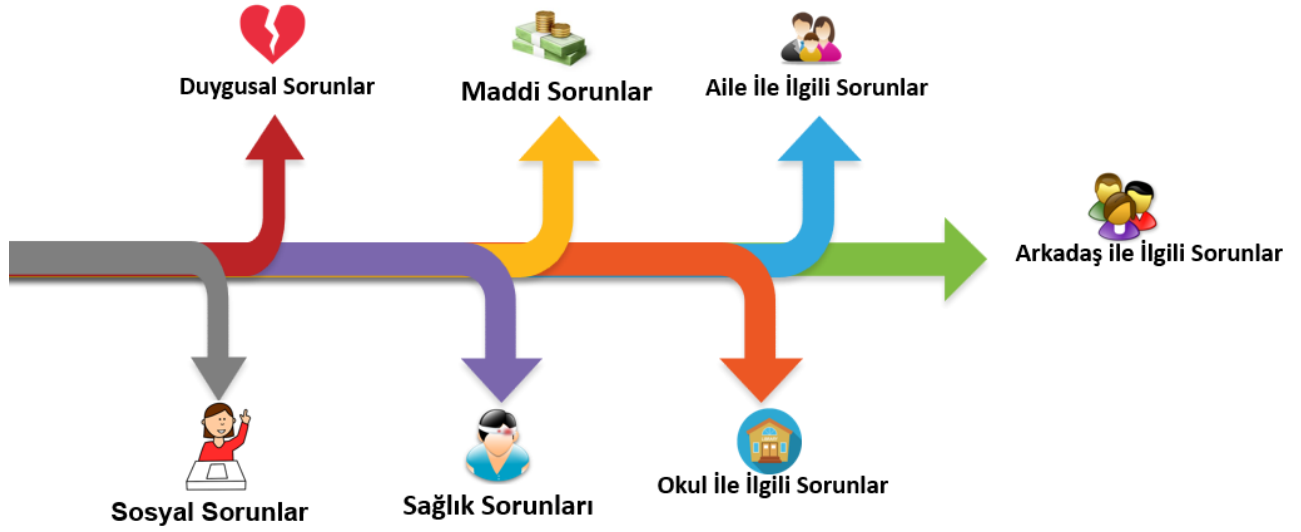 Duygusal Sorunlar
Maddi Sorunlar
Aile İle İlgili Sorunlar
Arkadaş ile İlgili Sorunlar
Sosyal Sorunlar
Sağlık Sorunları
Okul İle İlgili Sorunlar